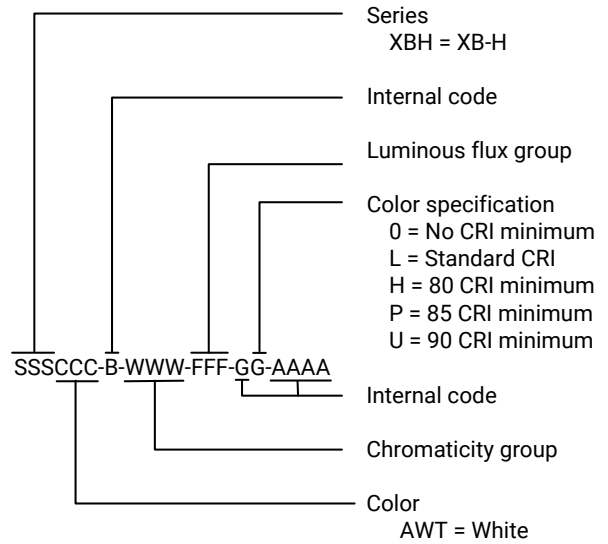 Series
XBH = XB-H
Internal code
Luminous flux group
Color specification
0 = No CRI minimum
L = Standard CRI
H = 80 CRI minimum
P = 85 CRI minimum
U = 90 CRI minimum
SSSCCC-B-WWW-FFF-GG-AAAA
Internal code
Chromaticity group
Color
AWT = White